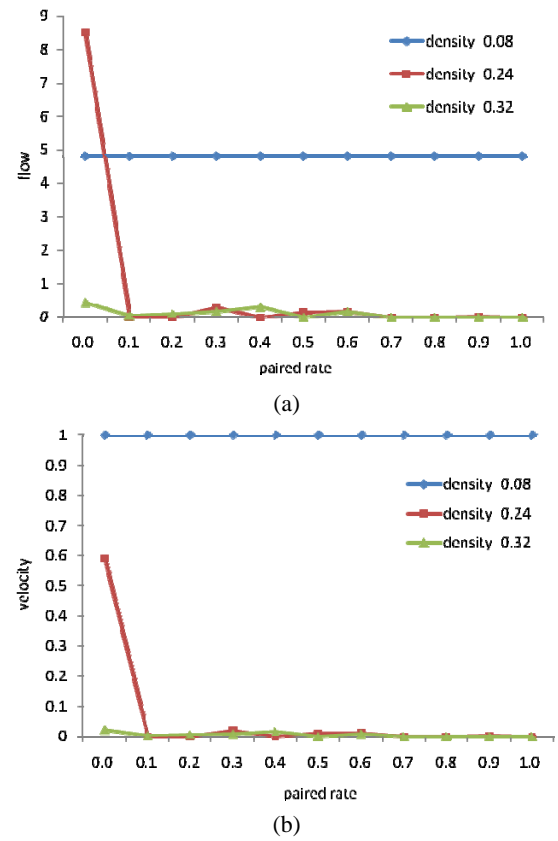 9
8
7
6
5
4
3
2
1
0
flow
density 0.08
density 0.24
density 0.32
0.0 0.1 0.2 0.3 0.4 0.5 0.6 0.7 0.8 0.9 1.0
paired rate
(a)
1
0.9
0.8
0.7
0.6
0.5
0.4
0.3
0.2
0.1
0
velocity
density 0.08
density 0.24
density 0.32
0.0 0.1 0.2 0.3 0.4 0.5 0.6 0.7 0.8 0.9 1.0
paired rate
(b)